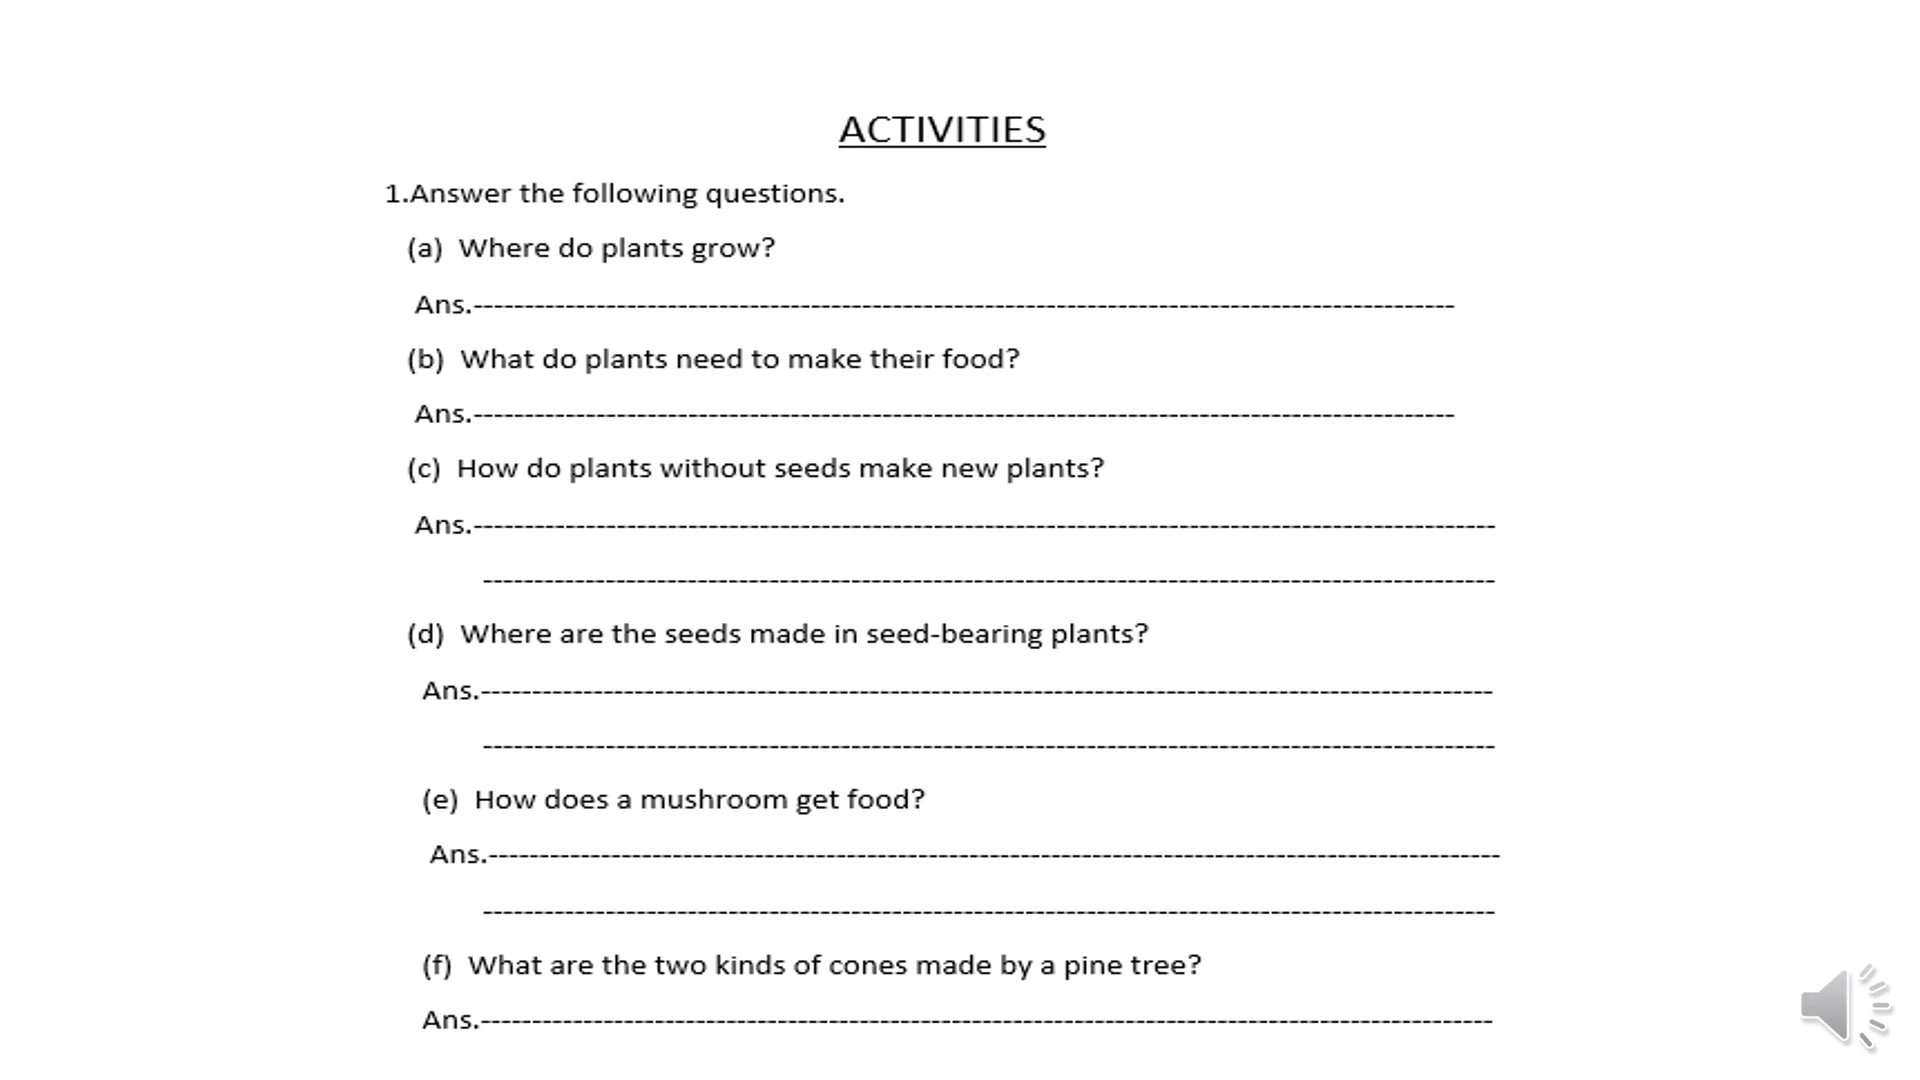 ACTIVITIES
1.Answer the following questions.
(a) Where do plants grow?
Ans.------------------------------------------------------------------------------------------------
(b) What do plants need to make their food?
Ans.------------------------------------------------------------------------------------------------
(c) How do plants without seeds make new plants?
Ans.----------------------------------------------------------------------------------------------------
---------------------------------------------------------------------------------------------------
(d) Where are the seeds made in seed-bearing plants?
Ans.---------------------------------------------------------------------------------------------------
---------------------------------------------------------------------------------------------------
(e) How does a mushroom get food?
Ans.---------------------------------------------------------------------------------------------------
---------------------------------------------------------------------------------------------------
(f) What are the two kinds of cones made by a pine tree?
Ans.---------------------------------------------------------------------------------------------------